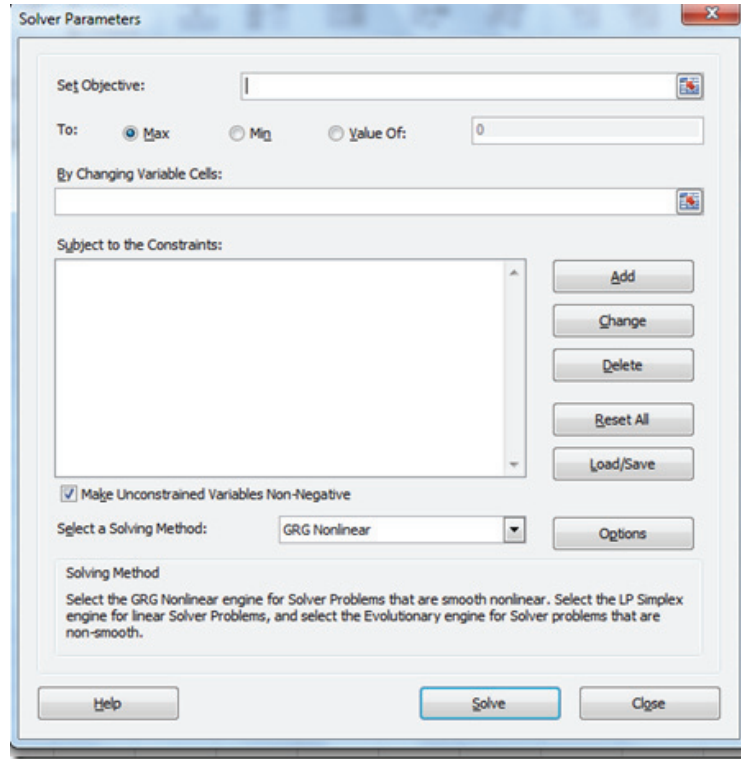 Solver Parameters
Set Objective:
To: Max Min Value Of: 0
By Changing Variable Cells:
Subject to the Constraints:
Add
Change
Delete
Reset All
Load/Save
Make Unconstrained Variables Non-Negative
Select a Solving Method: GRG Nonlinear Options
Solving Method
Select the GRG Nonlinear engine for Solver Problems that are smooth nonlinear. Select the LP Simplex
engine for linear Solver Problems, and select the Evolutionary engine for Solver problems that are
non-smooth.
Help Solve Close